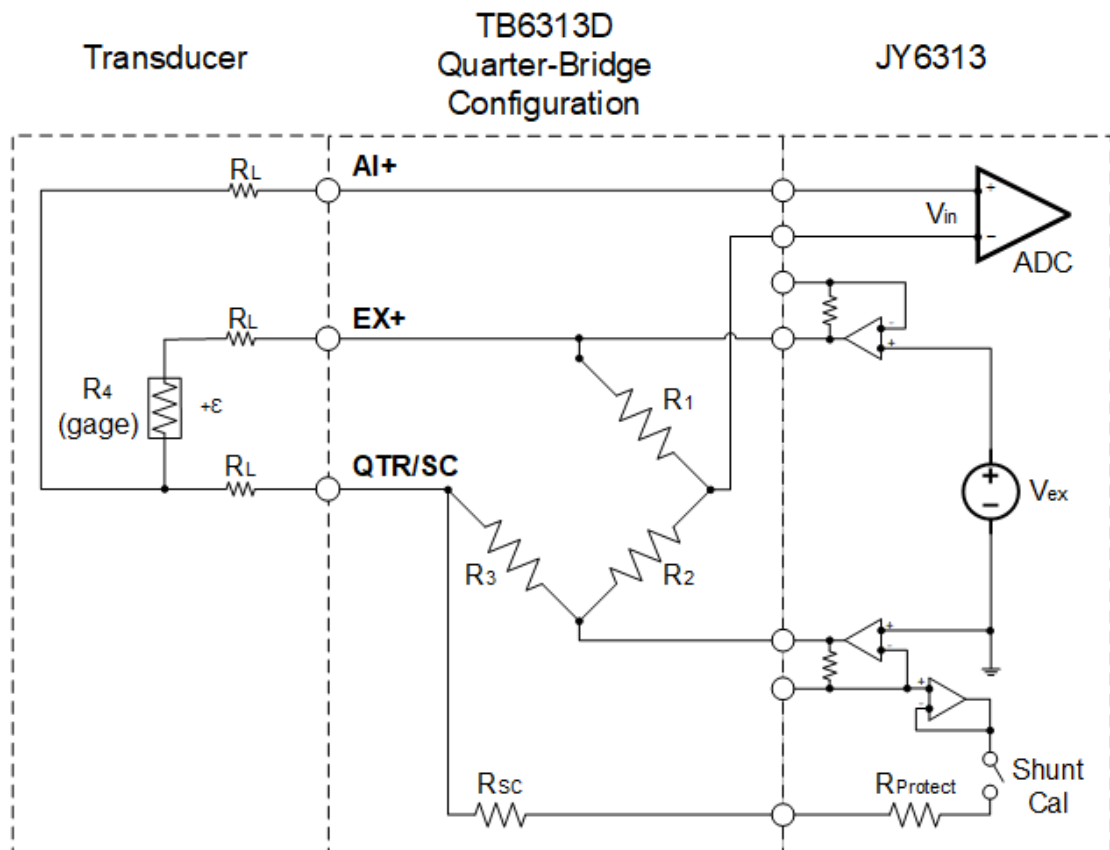 Transducer
TB6313D
Quarter-Bridge
Configuration
JY6313
RL
AI+
Vin
+
−
ADC
RL
EX+
-
+
R4
(gage)
+ε
R1
RL
QTR/SC
+
−
Vex
R3
R2
+
-
+
-
RSC
RProtect
Shunt
Cal